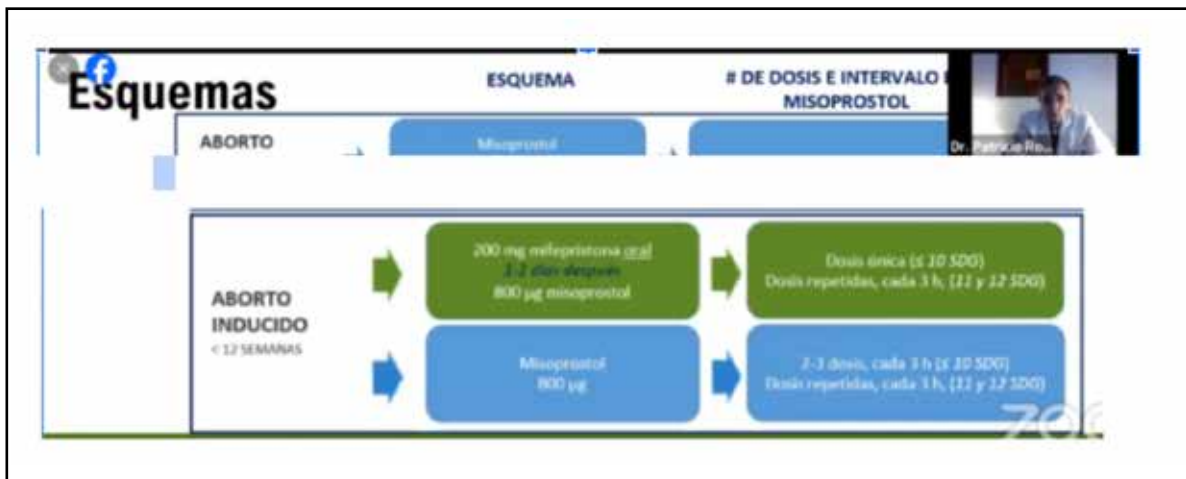 Esquemas
ESQUEMA
# DE DOSIS E INTERVALO
MISOPROSTOL
ABORTO
Misoprostol
Dr. Patricio Ro...
200 mg mifepristona oral
1-2 días después
800 µg misoprostol
Dosis única (≤ 10 SDG)
Dosis repetidas, cada 3 h, (11 y 12 SDG)
ABORTO
INDUCIDO
< 12 SEMANAS
Misoprostol
800 µg
2-3 dosis, cada 3 h (≤ 10 SDG)
Dosis repetidas, cada 3 h, (11 y 12 SDG)